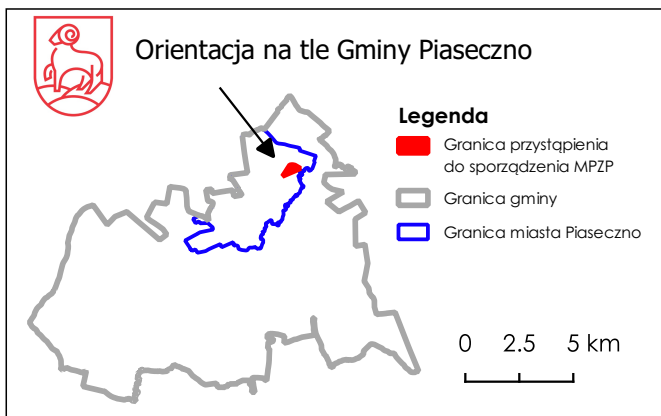 Orientacja na tle Gminy Piaseczno
Legenda
Granica przystąpienia
do sporządzenia MPZP
Granica gminy
Granica miasta Piaseczno
0 2.5 5 km